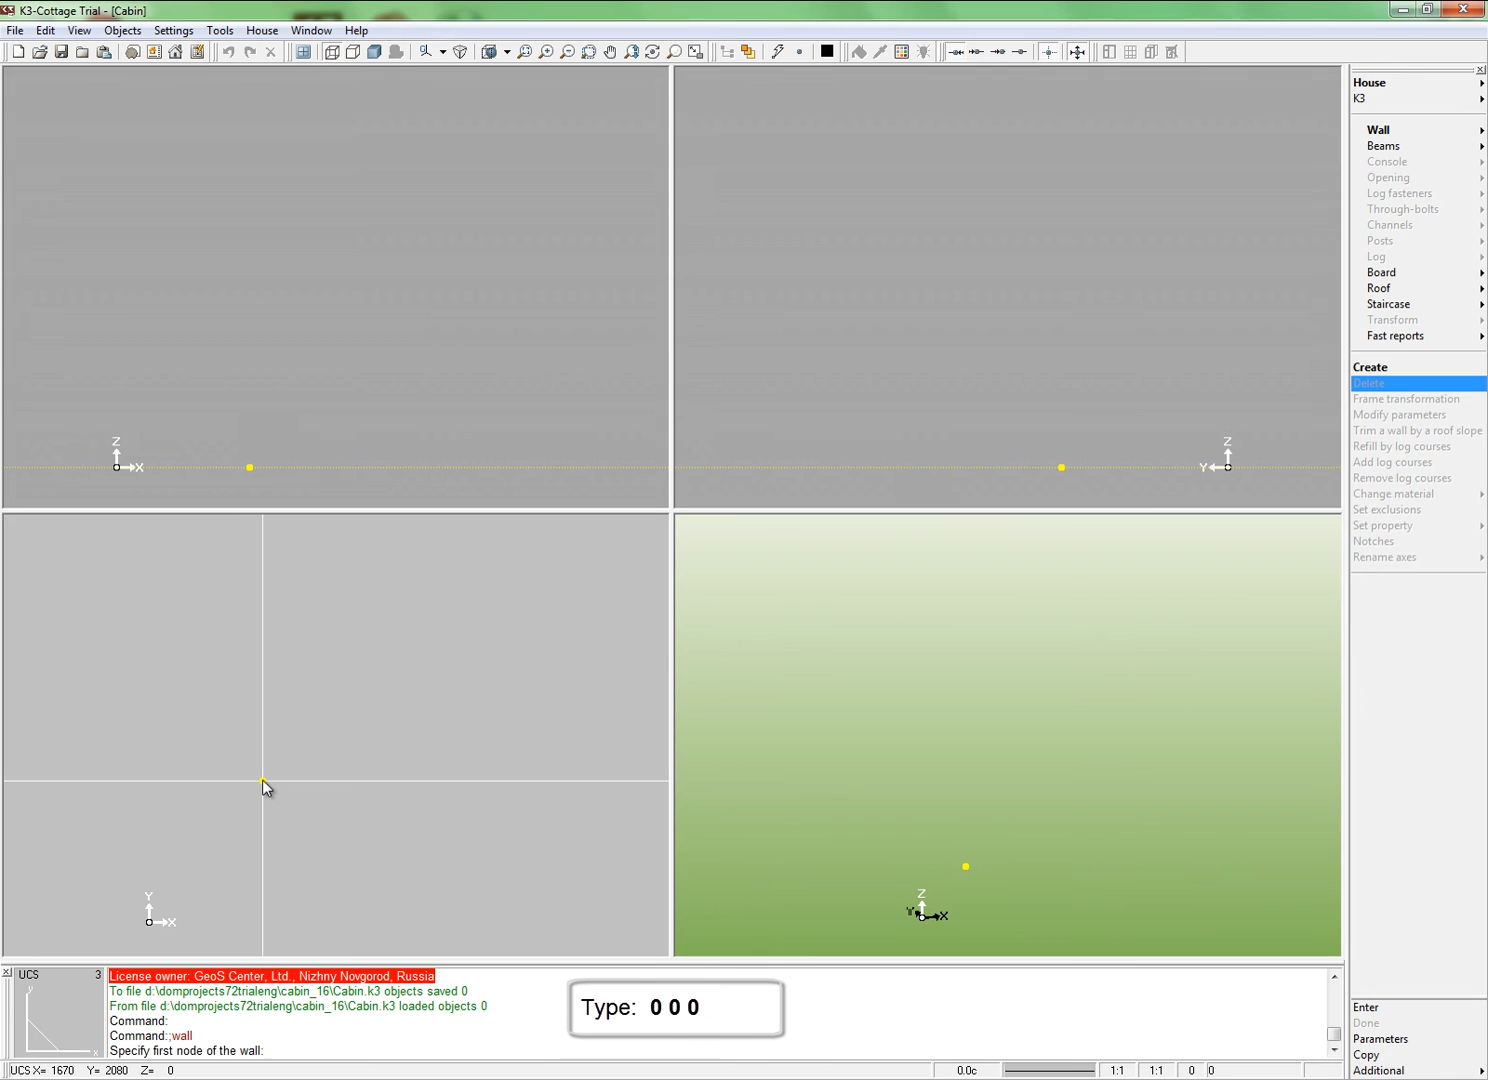 K3-Cottage Trial - [Cabin]
File Edit View Objects Settings Tools House Window Help
House
K3
Wall
Beams
Console
Opening
Log fasteners
Through-bolts
Channels
Posts
Log
Board
Roof
Staircase
Transform
Fast reports
Create
Delete
Frame transformation
Modify parameters
Trim a wall by a roof slope
Refill by log courses
Add log courses
Remove log courses
Change material
Set exclusions
Set property
Notches
Rename axes
Z
X
Z
Y
Y
X
Z
Y X
UCS 3
y
x
License owner: GeoS Center, Ltd., Nizhny Novgorod, Russia
To file d:\domprojects72trialeng\cabin_16\Cabin.k3 objects saved 0
From file d:\domprojects72trialeng\cabin_16\Cabin.k3 loaded objects 0
Command:
Command:;wall
Specify first node of the wall:
Type: 0 0 0
Enter
Done
Parameters
Copy
Additional
UCS X= 1670 Y= 2080 Z= 0
0.0c 1:1 1:1 0 0